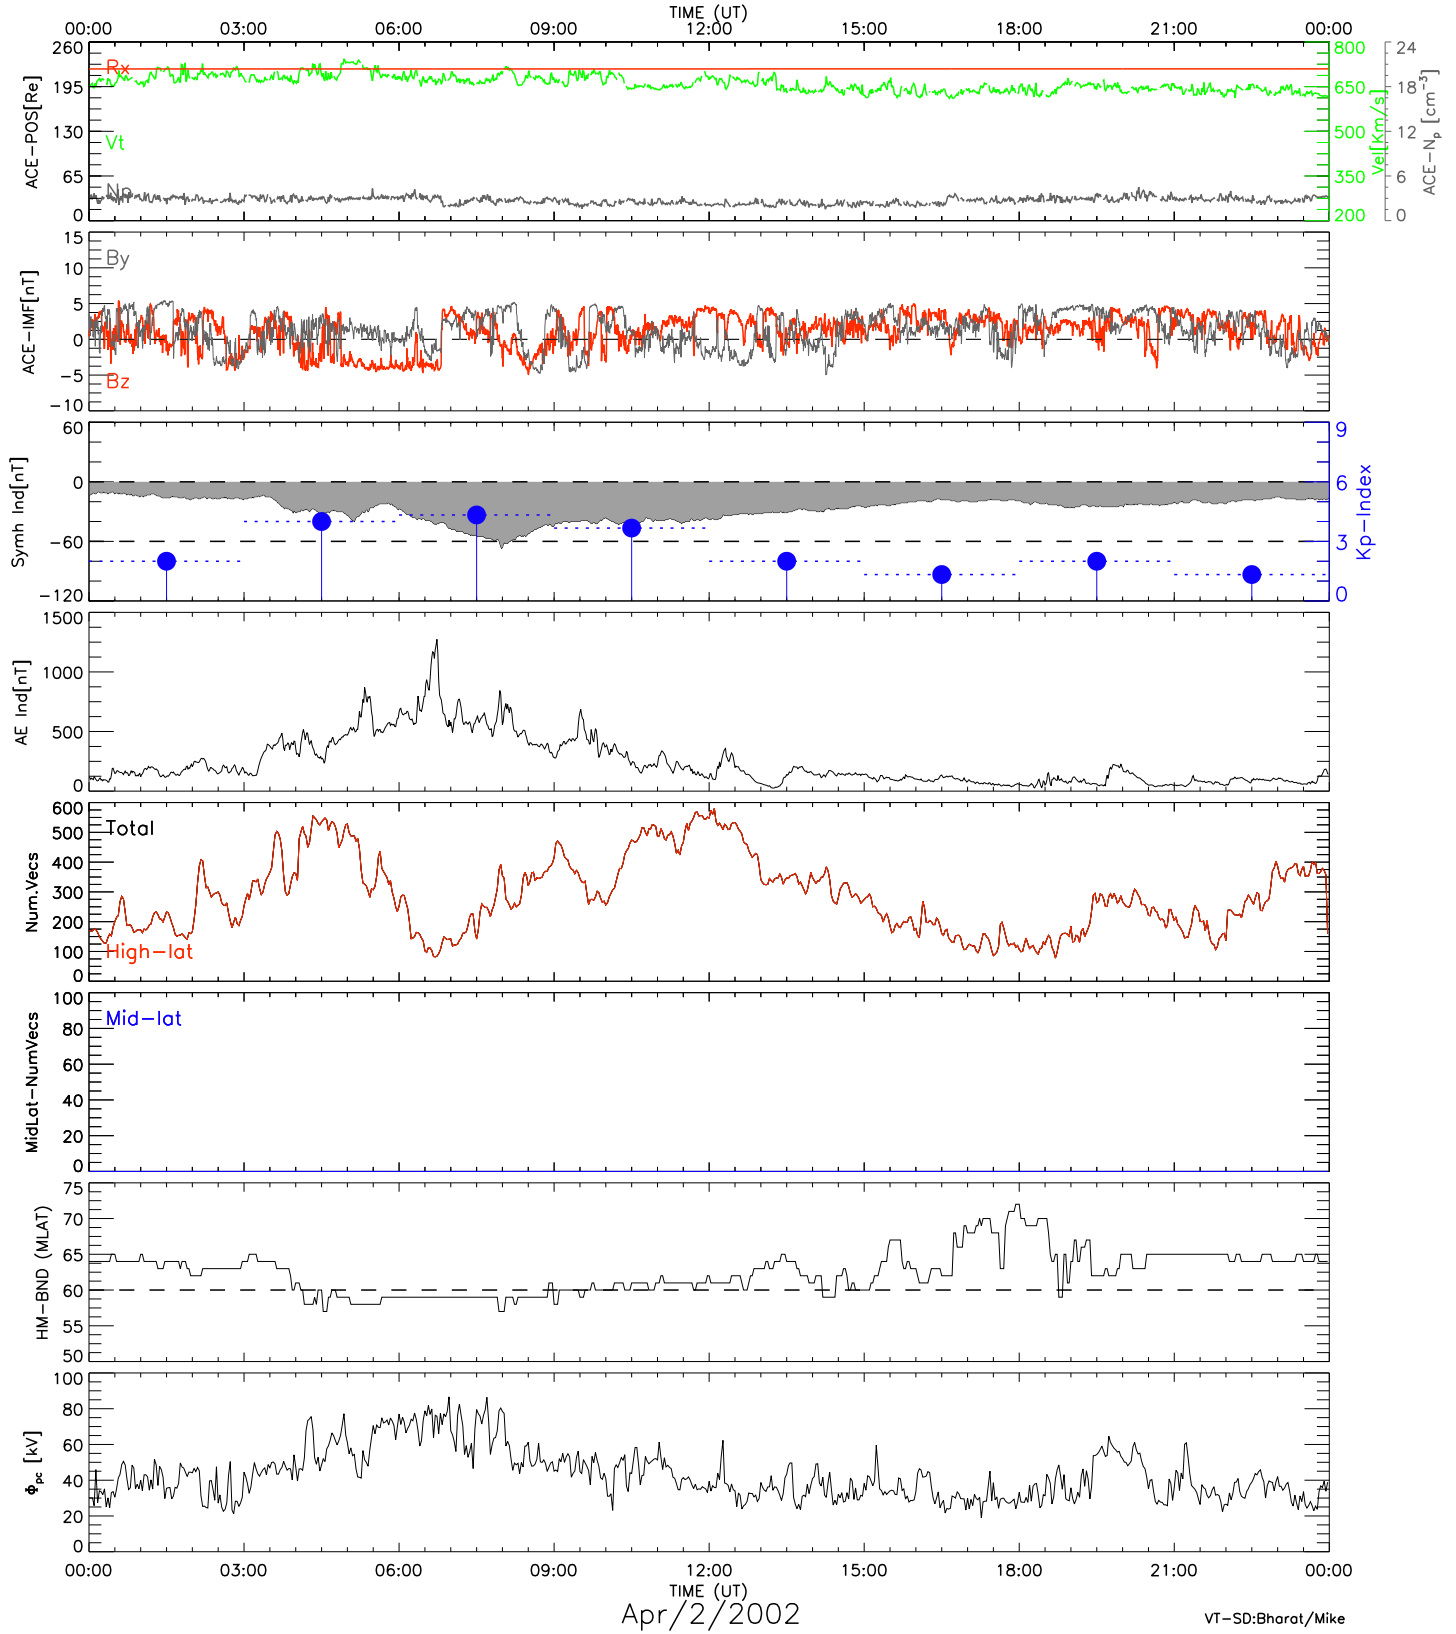 TIME (UT)
00:00 03:00 06:00 09:00 12:00 15:00 18:00 21:00 00:00
ACE-POS[Re]
260
195
130
65
0
Rx
Vt
Np
800
650
500
350
200
Vel[Km/s]
24
18
12
6
0
ACE-Np [cm-3]
ACE-IMF[nT]
15
10
5
0
-5
-10
By
Bz
Symh Ind[nT]
60
0
-60
-120
9
6
3
0
Kp-Index
AE Ind[nT]
1500
1000
500
0
Num.Vecs
600
500
400
300
200
100
0
Total
High-lat
MidLat-NumVecs
100
80
60
40
20
0
Mid-lat
HM-BND (MLAT)
75
70
65
60
55
50
Φpc [kV]
100
80
60
40
20
0
00:00 03:00 06:00 09:00 12:00 15:00 18:00 21:00 00:00
TIME (UT)
Apr/2/2002
VT-SD:Bharat/Mike